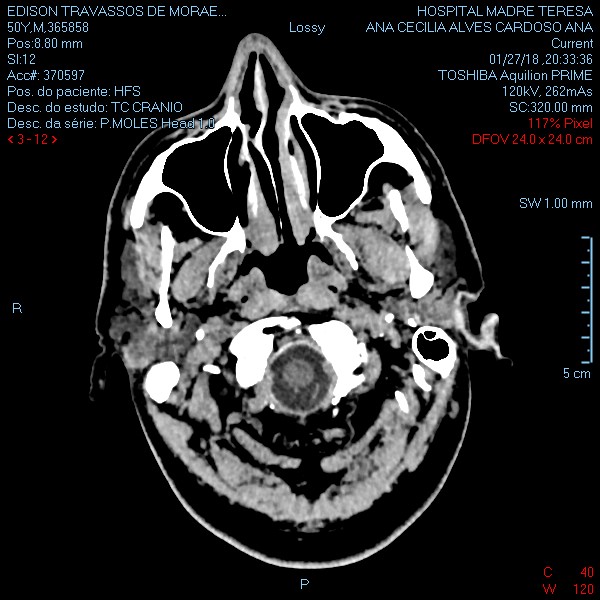 EDISON TRAVASSOS DE MORAE...
50Y,M,365858
Pos:8.80 mm
SI:12
Acc#: 370597
Pos. do paciente: HFS
Desc. do estudo: TC CRANIO
Desc. da série: P.MOLES Head 1.0
< 3 - 12 >
Lossy
HOSPITAL MADRE TERESA
ANA CECILIA ALVES CARDOSO ANA
Current
01/27/18 ,20:33:36
TOSHIBA Aquilion PRIME
120kV, 262mAs
SC:320.00 mm
117% Pixel
DFOV 24.0 x 24.0 cm
SW 1.00 mm
R
5 cm
P
C 40
W 120